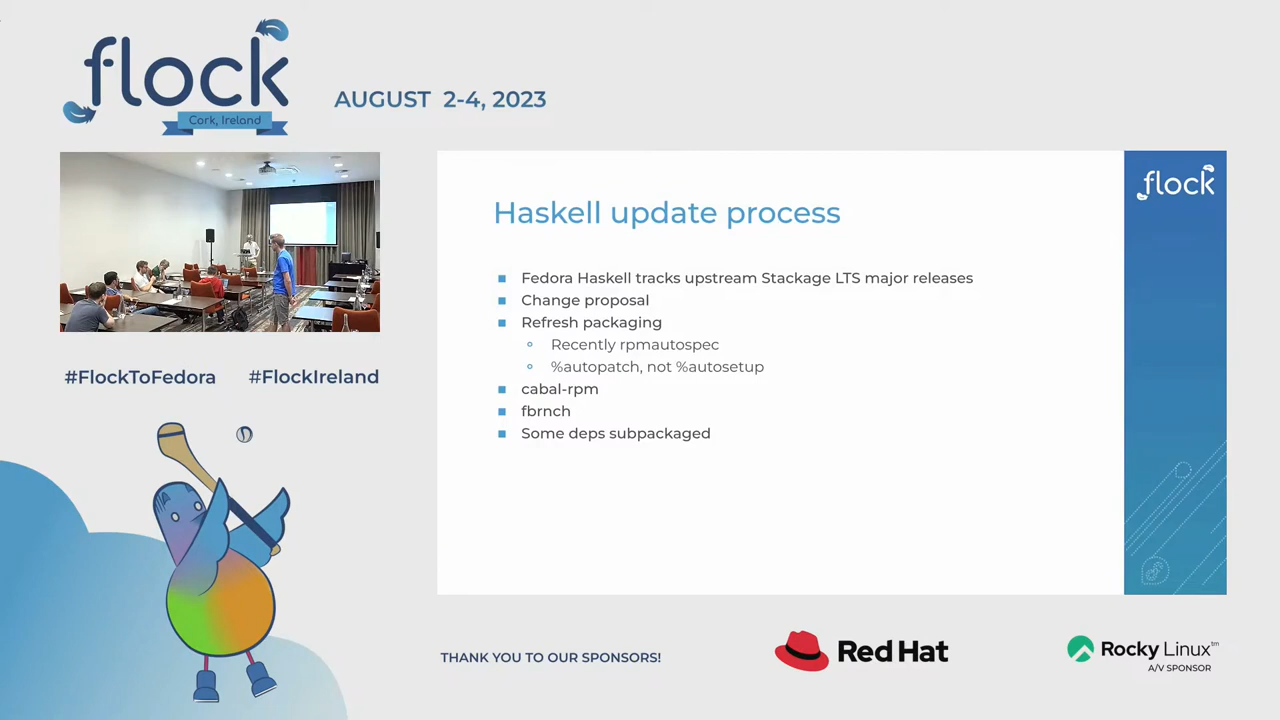 flock
Cork, Ireland
AUGUST 2-4, 2023
flock
Haskell update process
Fedora Haskell tracks upstream Stackage LTS major releases
Change proposal
Refresh packaging
Recently rpmautospec
%autopatch, not %autosetup
cabal-rpm
fbrnch
Some deps subpackaged
#FlockToFedora #FlockIreland
THANK YOU TO OUR SPONSORS!
Red Hat
Rocky Linux™
A/V SPONSOR